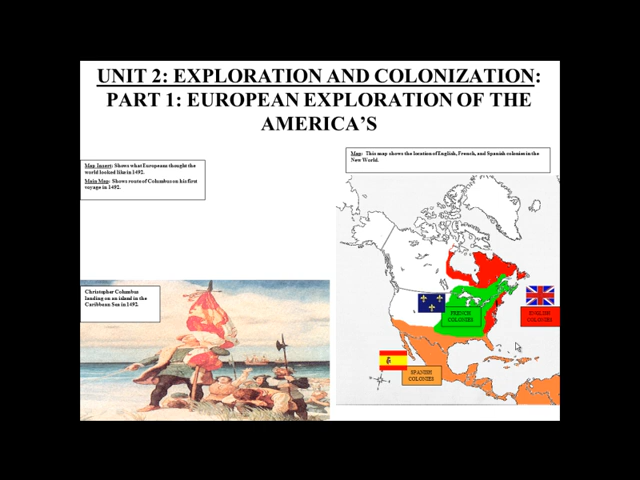 UNIT 2: EXPLORATION AND COLONIZATION:
PART 1: EUROPEAN EXPLORATION OF THE
AMERICA'S
Map Insert: Shows what Europeans thought the
world looked like in 1492.
Main Map: Shows route of Columbus on his first
voyage in 1492.
Map: This map shows the location of English, French, and Spanish colonies in the
New World.
Christopher Columbus
landing on an island in the
Caribbean Sea in 1492.
FRENCH
COLONIES
ENGLISH
COLONIES
SPANISH
COLONIES